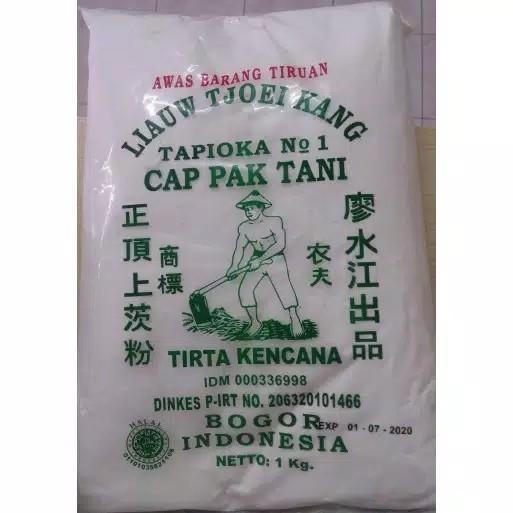 AWAS BARANG TIRUAN
LIAUW TJOEI KANG
TAPIOKA No 1
CAP PAK TANI
正頂上茨粉
商標
农夫
廖水江出品
TIRTA KENCANA
IDM 000336998
DINKES P-IRT NO. 206320101466
BOGOR
EXP 01 - 07 - 2020
INDONESIA
NETTO: 1 Kg.
HALAL